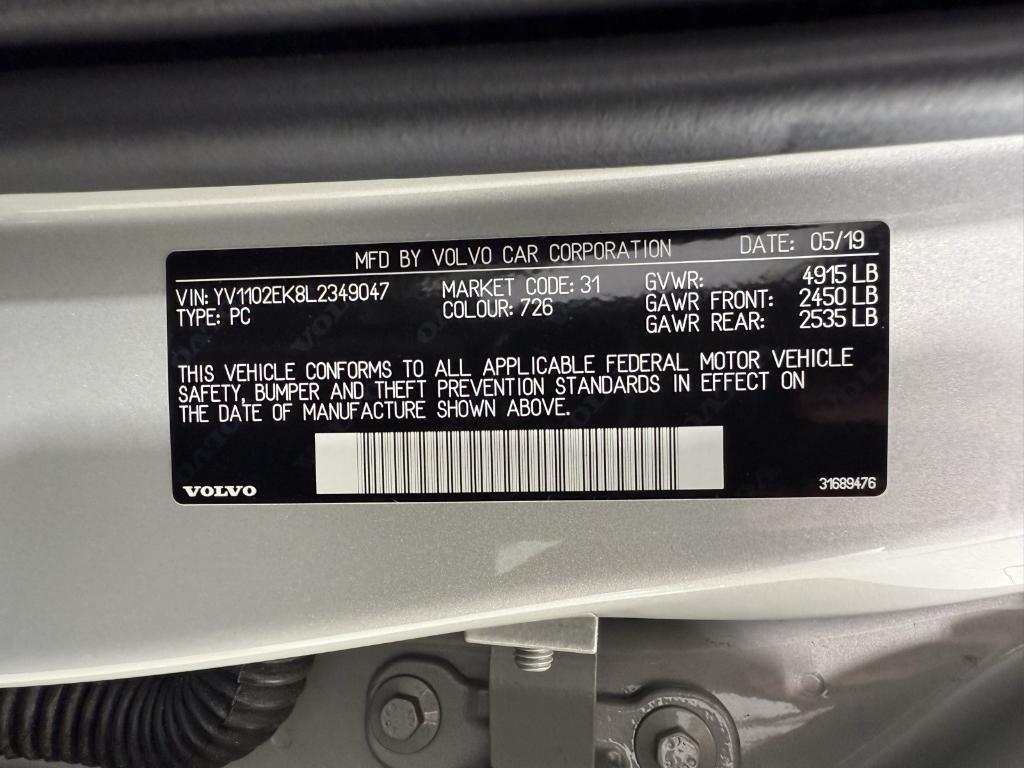 MFD BY VOLVO CAR CORPORATION DATE: 05/19
VIN: YV1102EK8L2349047 MARKET CODE: 31 GVWR: 4915 LB
TYPE: PC COLOUR: 726 GAWR FRONT: 2450 LB
GAWR REAR: 2535 LB
THIS VEHICLE CONFORMS TO ALL APPLICABLE FEDERAL MOTOR VEHICLE
SAFETY, BUMPER AND THEFT PREVENTION STANDARDS IN EFFECT ON
THE DATE OF MANUFACTURE SHOWN ABOVE.
VOLVO 31689476